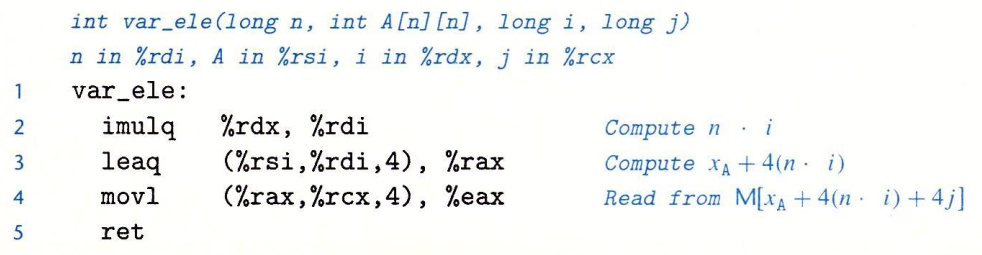 int var_ele(long n, int A[n][n], long i, long j)
n in %rdi, A in %rsi, i in %rdx, j in %rcx
1 var_ele:
2 imulq %rdx, %rdi Compute n · i
3 leaq (%rsi,%rdi,4), %rax Compute x_A + 4(n · i)
4 movl (%rax,%rcx,4), %eax Read from M[x_A + 4(n · i) + 4j]
5 ret